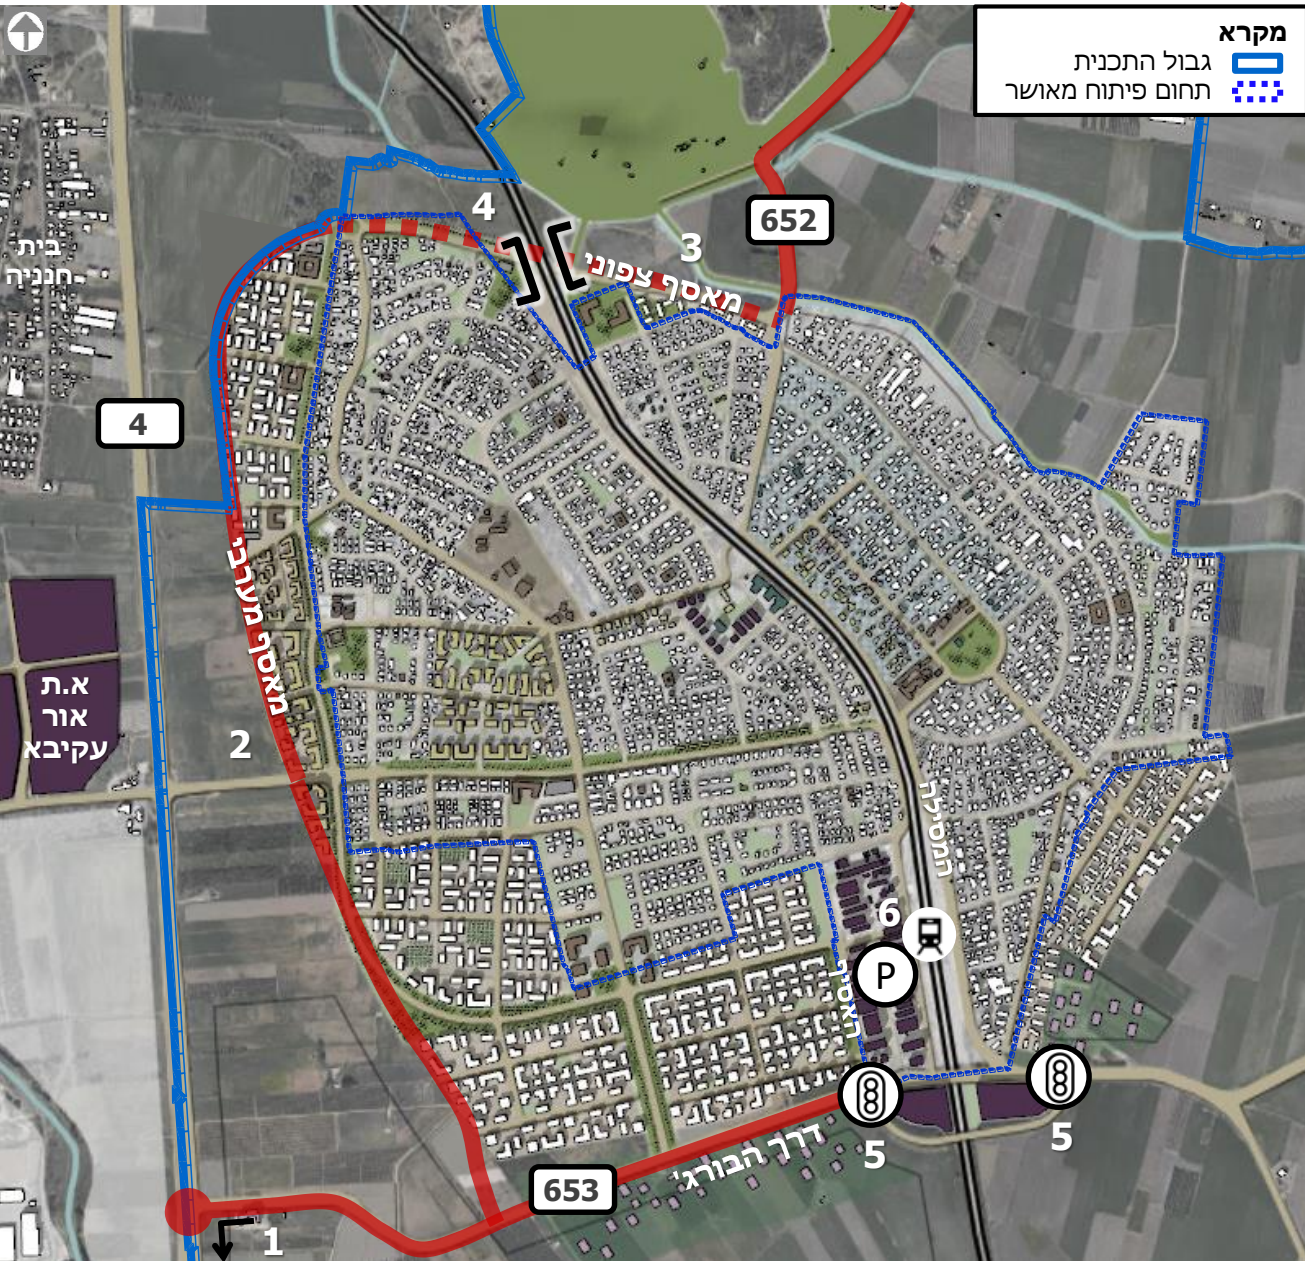 מקרא
גבול התכנית
תחום פיתוח מאושר
4
652
3
מאסף צפוני
בית
חנניה
4
מאסף מערבי
א.ת
אור
עקיבא
2
המסילה
6
P
האסיף
5
5
דרך הבורג'
653
1